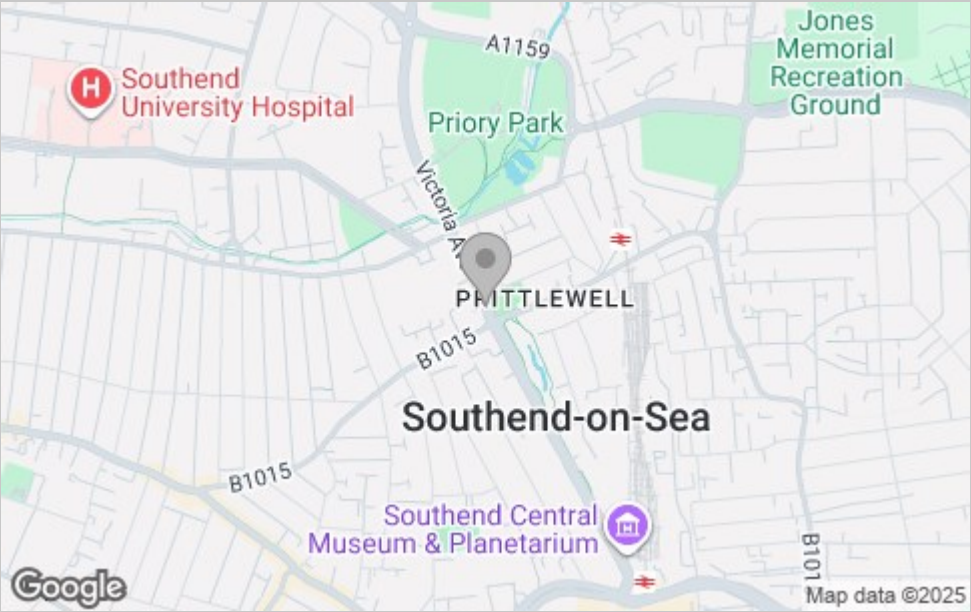 Jones
Memorial
Recreation
Ground
A1159
Southend
University Hospital
Priory Park
Victoria Av
PRITTLEWELL
B1015
Southend-on-Sea
B1015
Southend Central
Museum & Planetarium
B101
Google
Map data ©2025